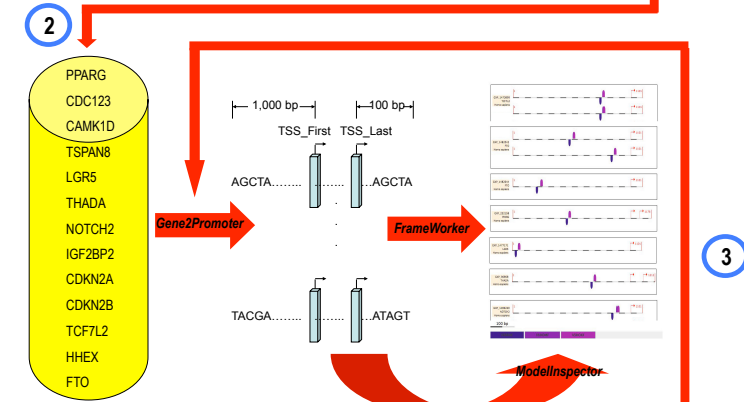 2
PPARG
CDC123
CAMK1D
TSPAN8
LGR5
THADA
NOTCH2
IGF2BP2
CDKN2A
CDKN2B
TCF7L2
HHEX
FTO
Gene2Promoter
1,000 bp
100 bp
TSS_First TSS_Last
AGCTA........ ........ ......AGCTA
.
.
.
TACGA........ ........ ......ATAGT
FrameWorker
ModelInspector
3